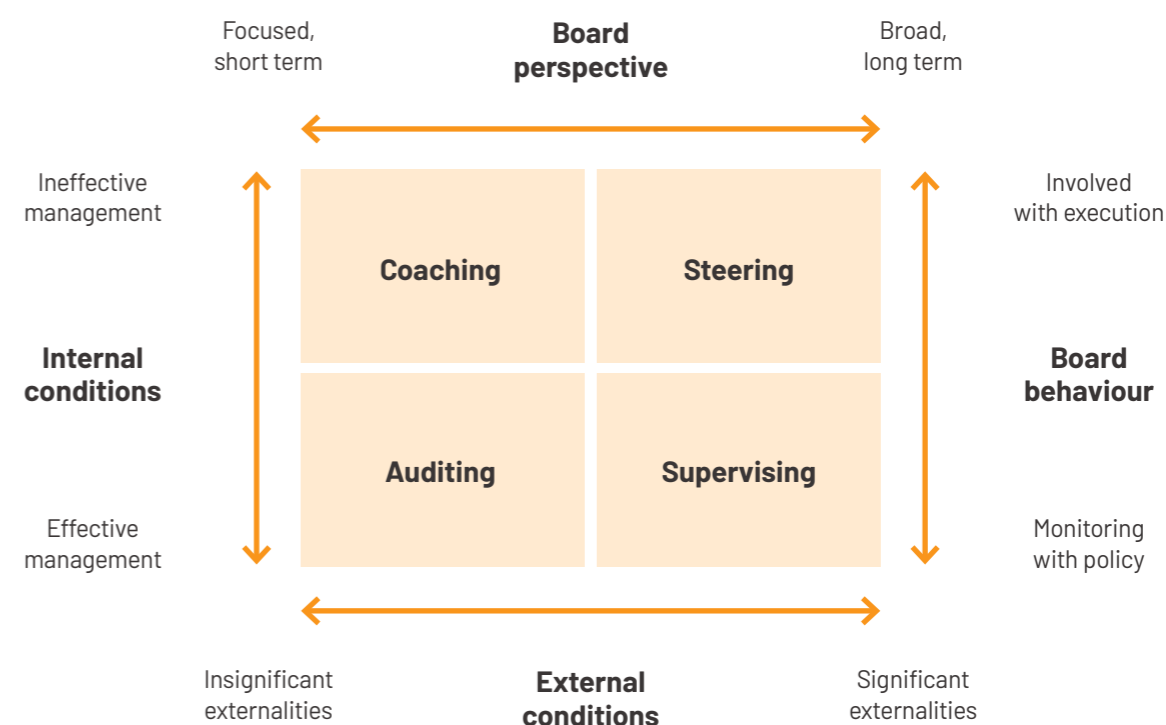 Focused,
short term
Board
perspective
Broad,
long term
Ineffective
management
Involved
with execution
Coaching
Steering
Internal
conditions
Board
behaviour
Auditing
Supervising
Effective
management
Monitoring
with policy
Insignificant
externalities
External
conditions
Significant
externalities